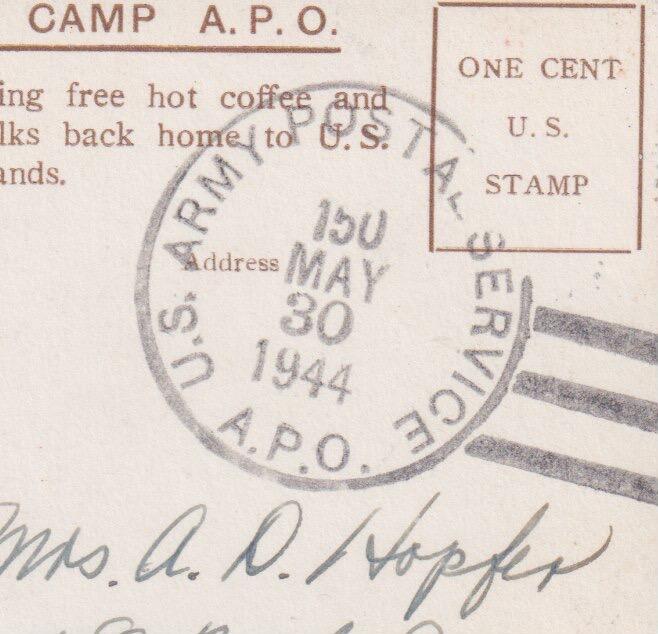 CAMP A.P.O.
ing free hot coffee and
lks back home to U.S.
ands.
ONE CENT
U.S.
STAMP
Address
U.S. ARMY POSTAL SERVICE
A.P.O.
150
MAY
30
1944
Mrs. A. D. Hopfer